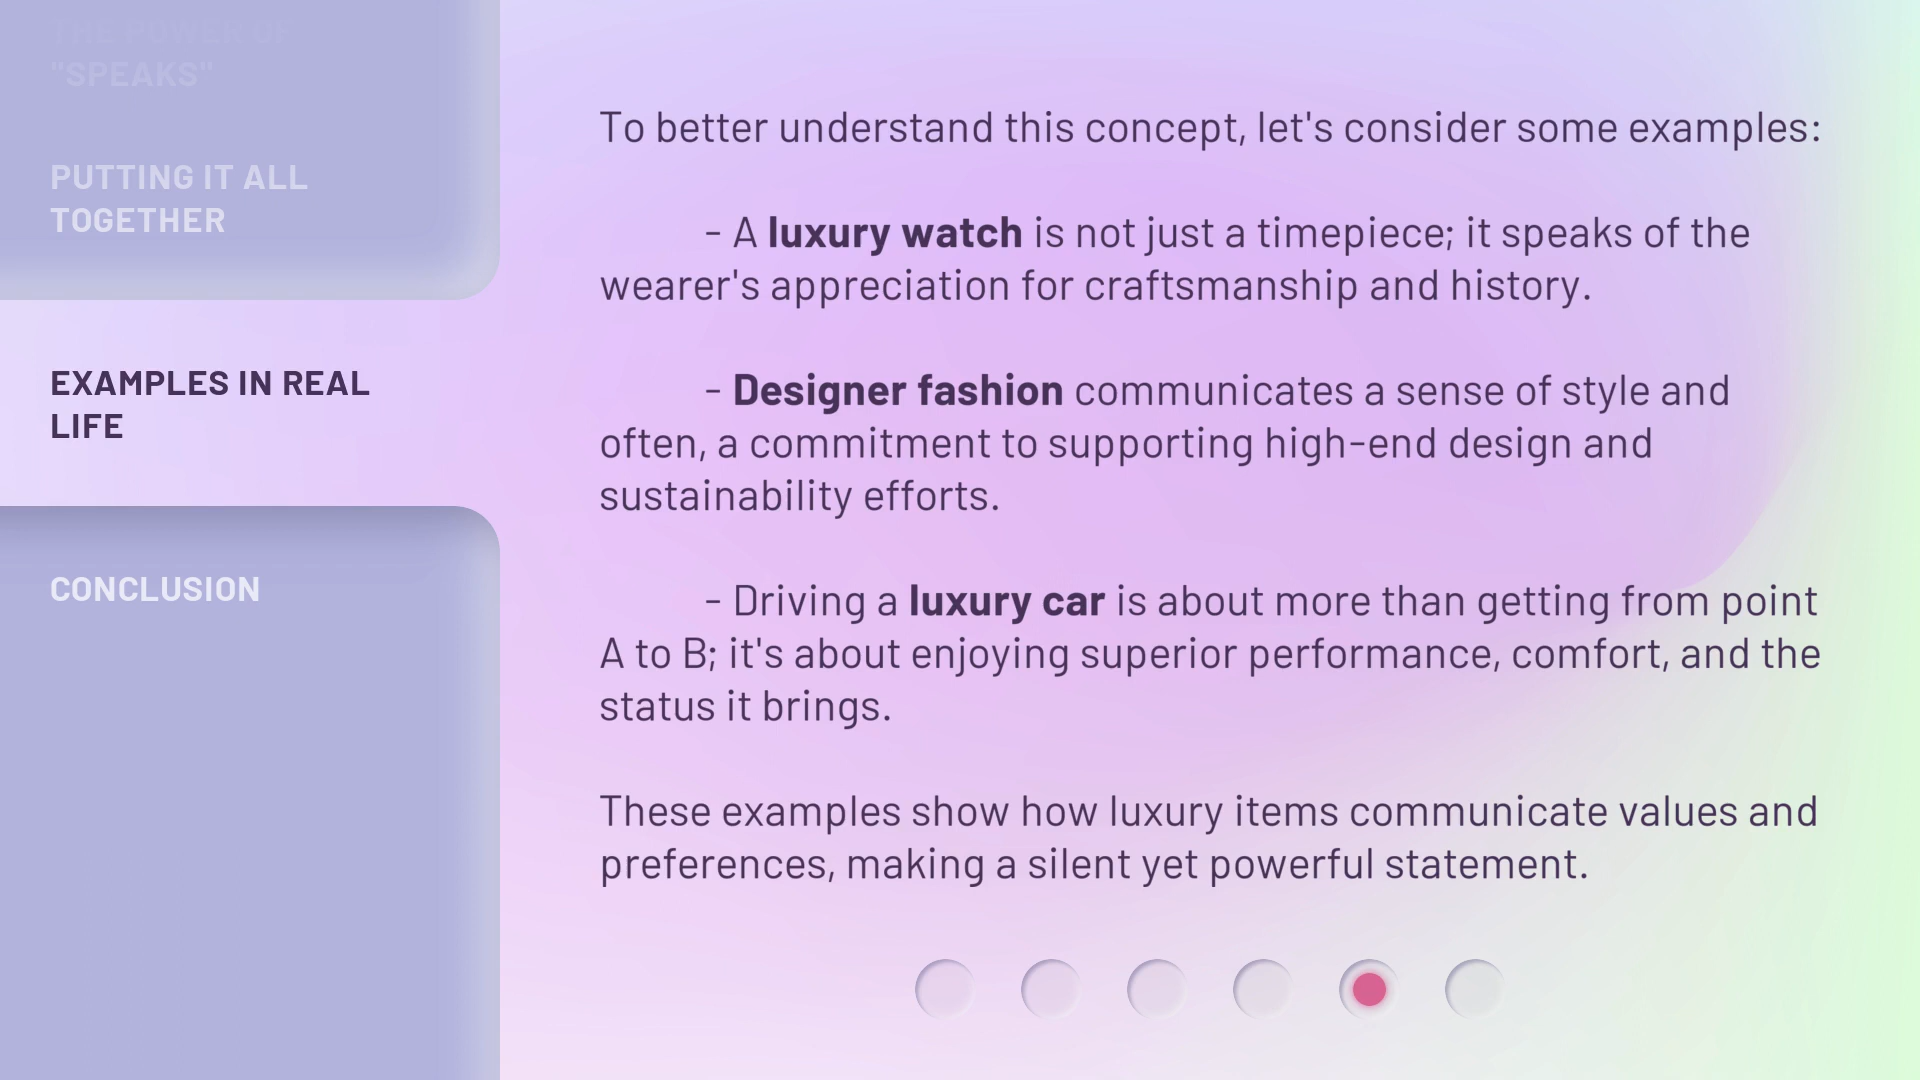 THE POWER OF
"SPEAKS"
PUTTING IT ALL
TOGETHER
EXAMPLES IN REAL
LIFE
CONCLUSION
To better understand this concept, let's consider some examples:
- A luxury watch is not just a timepiece; it speaks of the
wearer's appreciation for craftsmanship and history.
- Designer fashion communicates a sense of style and
often, a commitment to supporting high-end design and
sustainability efforts.
- Driving a luxury car is about more than getting from point
A to B; it's about enjoying superior performance, comfort, and the
status it brings.
These examples show how luxury items communicate values and
preferences, making a silent yet powerful statement.